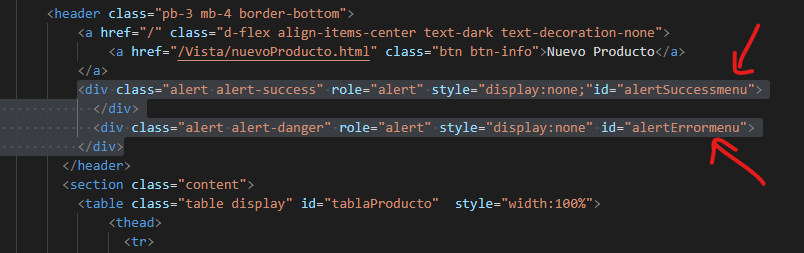 <header class="pb-3 mb-4 border-bottom">
<a href="/" class="d-flex align-items-center text-dark text-decoration-none">
<a href="/Vista/nuevoProducto.html" class="btn btn-info">Nuevo Producto</a>
</a>
<div class="alert alert-success" role="alert" style="display:none;"id="alertSuccessmenu">
</div>
<div class="alert alert-danger" role="alert" style="display:none" id="alertErrormenu">
</div>
</header>
<section class="content">
<table class="table display" id="tablaProducto"  style="width:100%">
<thead>
<tr>